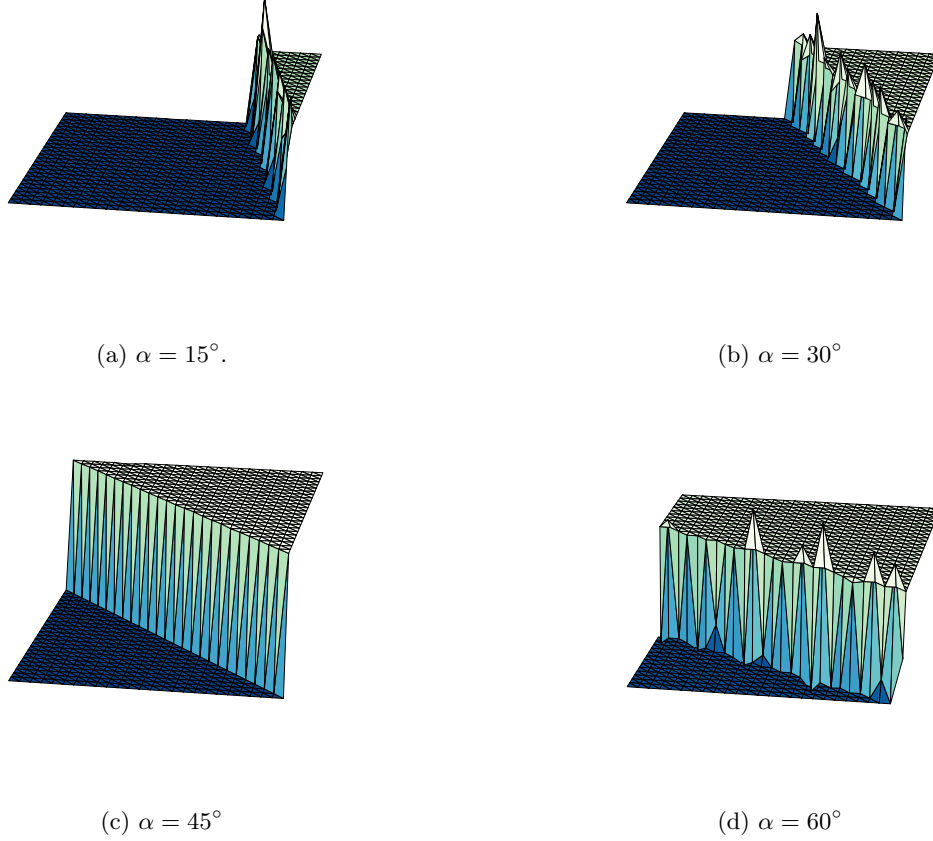 (a) α = 15°.
(b) α = 30°
(c) α = 45°
(d) α = 60°